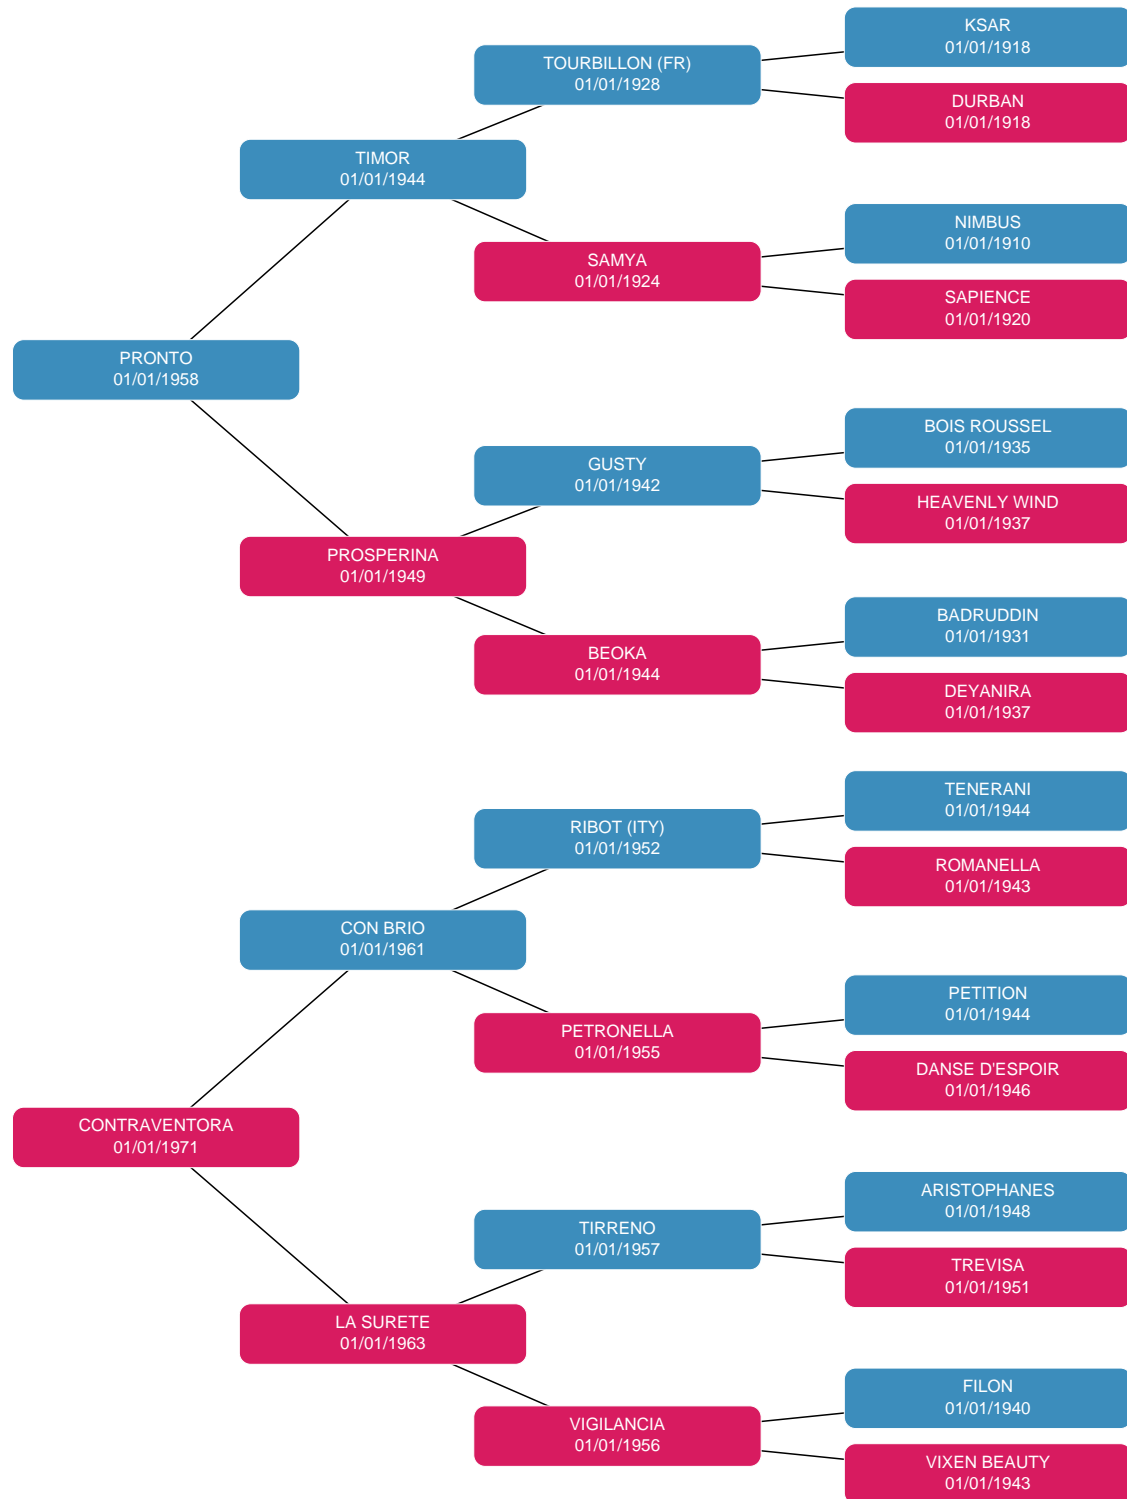 KSAR
01/01/1918
TOURBILLON (FR)
01/01/1928
DURBAN
01/01/1918
TIMOR
01/01/1944
NIMBUS
01/01/1910
SAMYA
01/01/1924
SAPIENCE
01/01/1920
PRONTO
01/01/1958
BOIS ROUSSEL
01/01/1935
GUSTY
01/01/1942
HEAVENLY WIND
01/01/1937
PROSPERINA
01/01/1949
BADRUDDIN
01/01/1931
BEOKA
01/01/1944
DEYANIRA
01/01/1937
TENERANI
01/01/1944
RIBOT (ITY)
01/01/1952
ROMANELLA
01/01/1943
CON BRIO
01/01/1961
PETITION
01/01/1944
PETRONELLA
01/01/1955
DANSE D'ESPOIR
01/01/1946
CONTRAVENTORA
01/01/1971
ARISTOPHANES
01/01/1948
TIRRENO
01/01/1957
TREVISA
01/01/1951
LA SURETE
01/01/1963
FILON
01/01/1940
VIGILANCIA
01/01/1956
VIXEN BEAUTY
01/01/1943